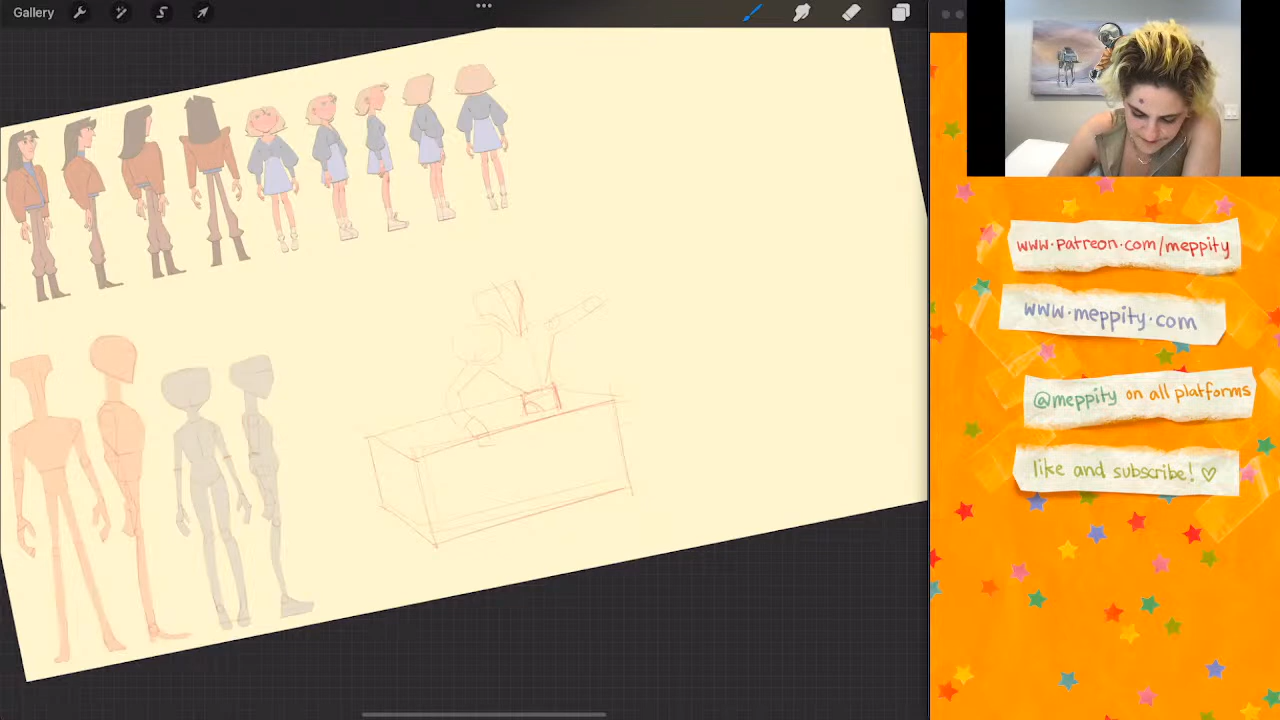 Gallery
www.patreon.com/meppity
www.meppity.com
@meppity on all platforms
like and subscribe! ♡